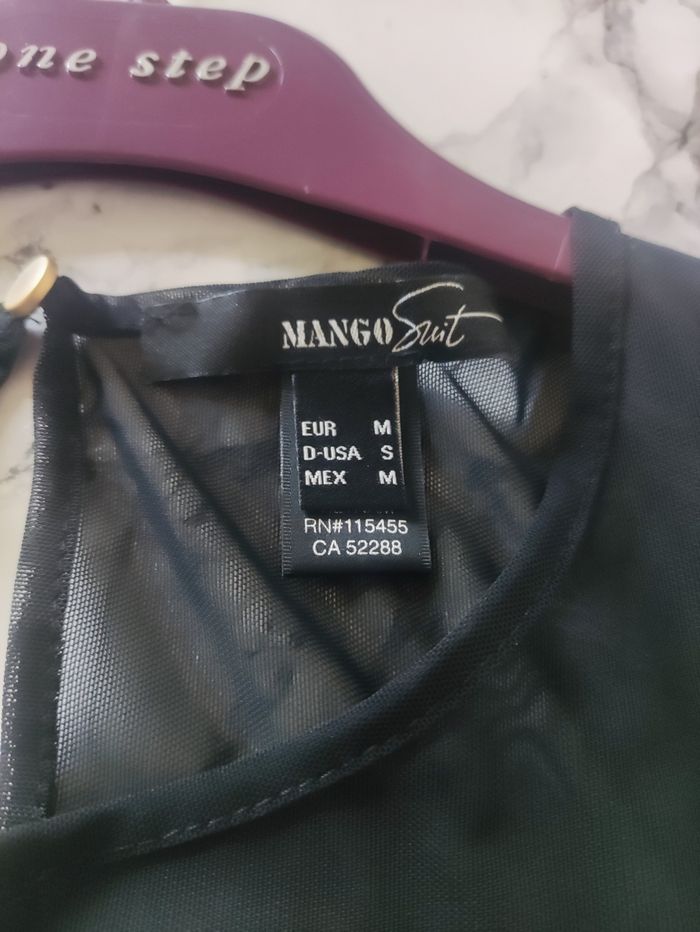 one step
MANGO Suit
EUR M
D-USA S
MEX M
RN#115455
CA 52288